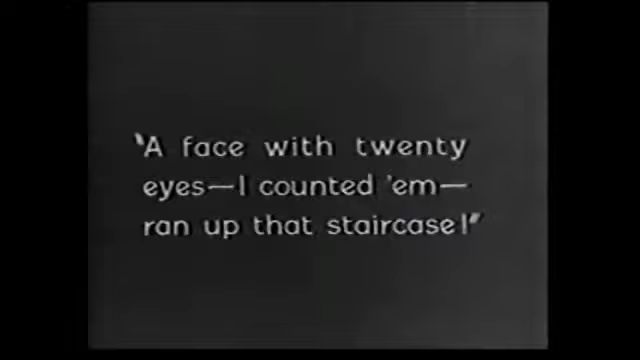 "A face with twenty
eyes—I counted 'em—
ran up that staircase!"